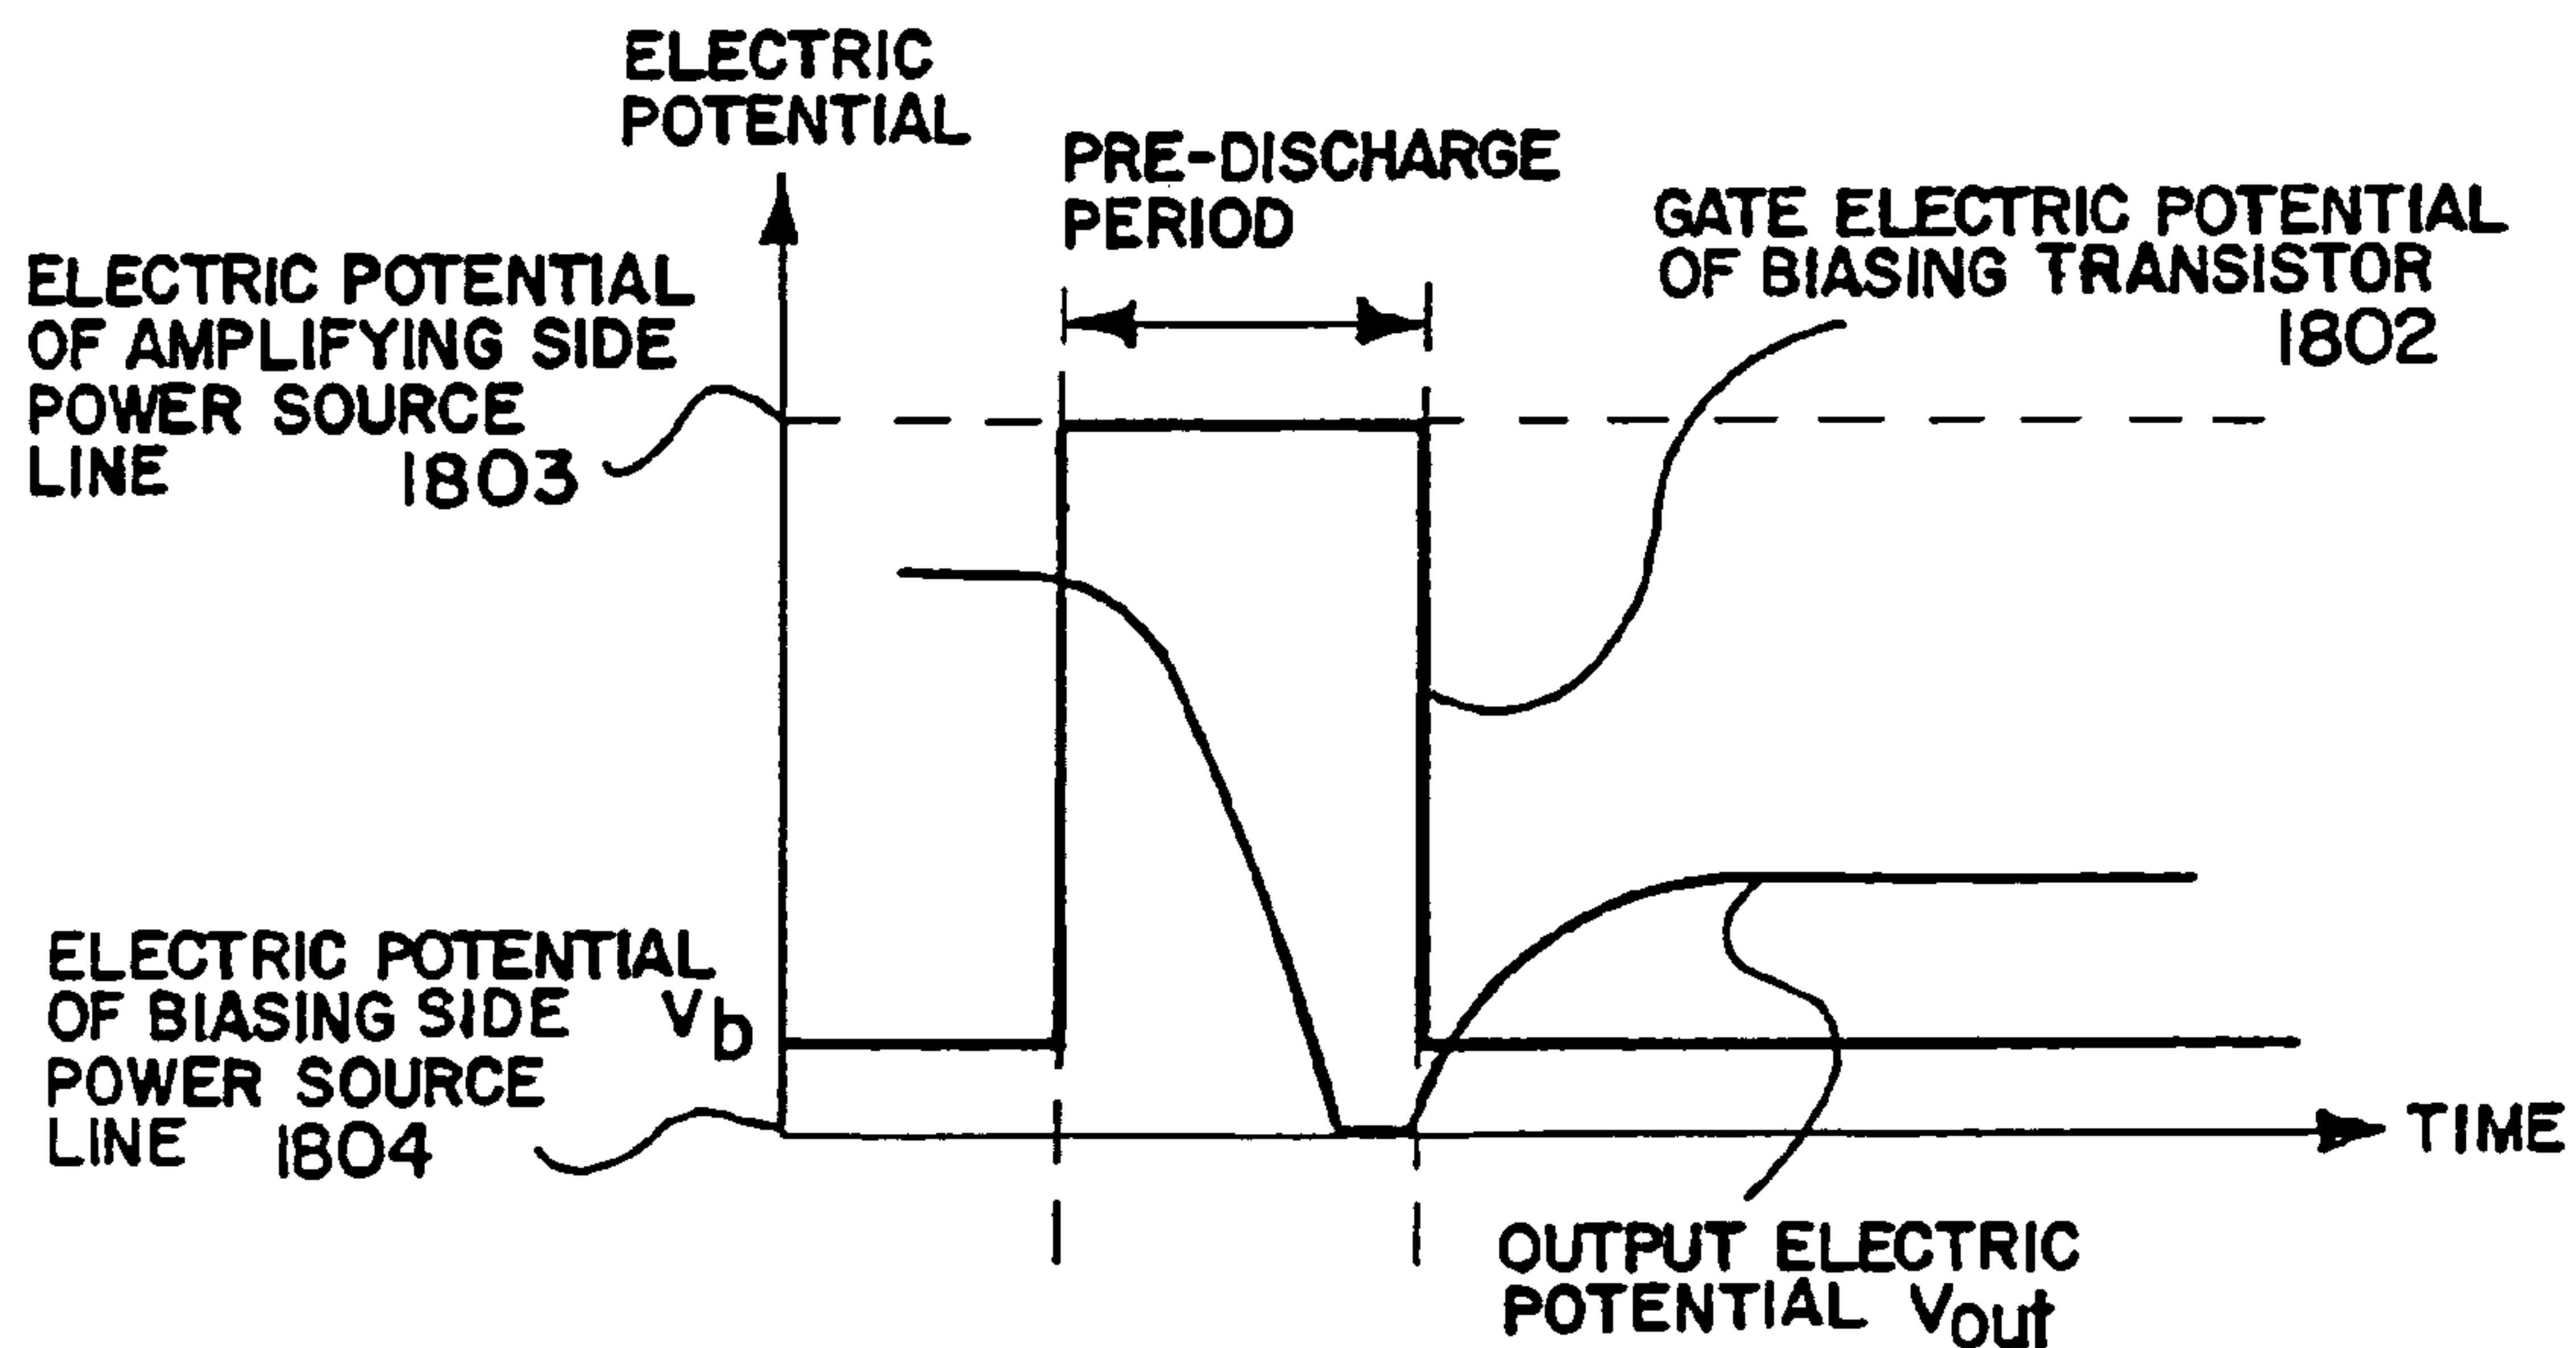 ELECTRIC
POTENTIAL
PRE-DISCHARGE
PERIOD
GATE ELECTRIC POTENTIAL
OF BIASING TRANSISTOR
1802
ELECTRIC POTENTIAL
OF AMPLIFYING SIDE
POWER SOURCE
LINE 1803
ELECTRIC POTENTIAL
OF BIASING SIDE
POWER SOURCE
LINE 1804
Vb
TIME
OUTPUT ELECTRIC
POTENTIAL Vout